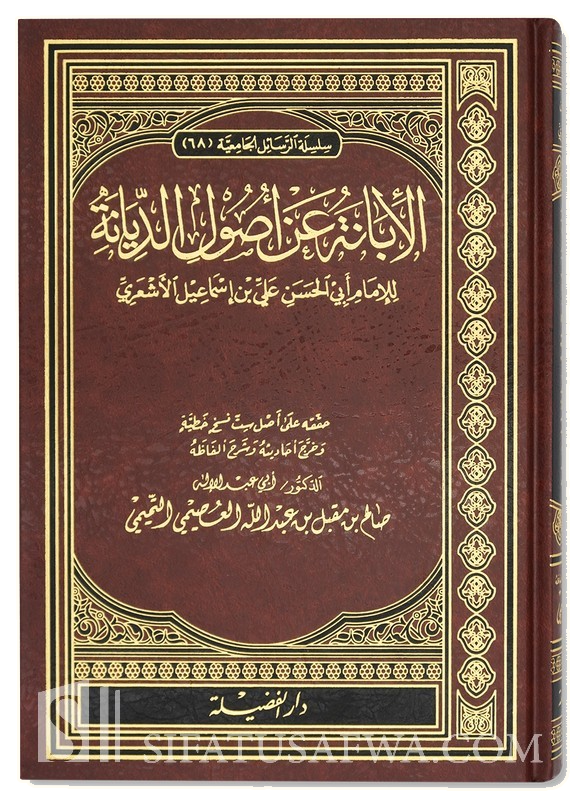 سلسلة الرسائل الجامعية (٦٨)
الإبانة عن أصول الديانة
للإمام أبي الحسن علي بن إسماعيل الأشعري
حققه على أصل ست نسخ خطية
وخرج أحاديثه وشرح ألفاظه
الدكتور/ أبي عبد الإله
صالح بن مقبل بن عبد الله العصيمي التميمي
دار الفضيلة
SIFATUSAFWA.COM